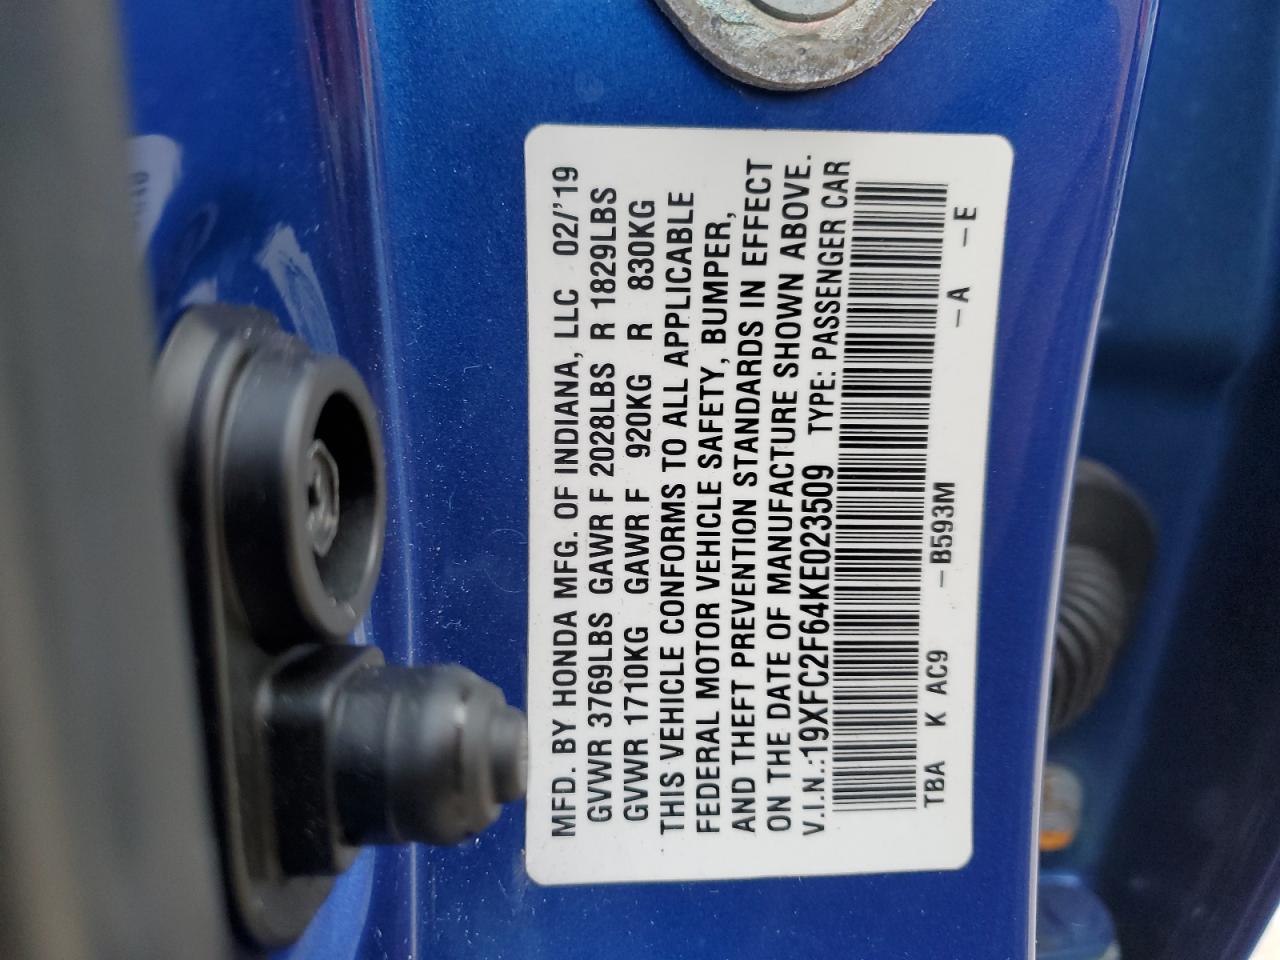 MFD. BY HONDA MFG. OF INDIANA, LLC 02/'19
GVWR 3769LBS GAWR F 2028LBS R 1829LBS
GVWR 1710KG GAWR F 920KG R 830KG
THIS VEHICLE CONFORMS TO ALL APPLICABLE
FEDERAL MOTOR VEHICLE SAFETY, BUMPER,
AND THEFT PREVENTION STANDARDS IN EFFECT
ON THE DATE OF MANUFACTURE SHOWN ABOVE.
V.I.N.:19XFC2F64KE023509 TYPE: PASSENGER CAR
TBA K AC9 –B593M –A –E